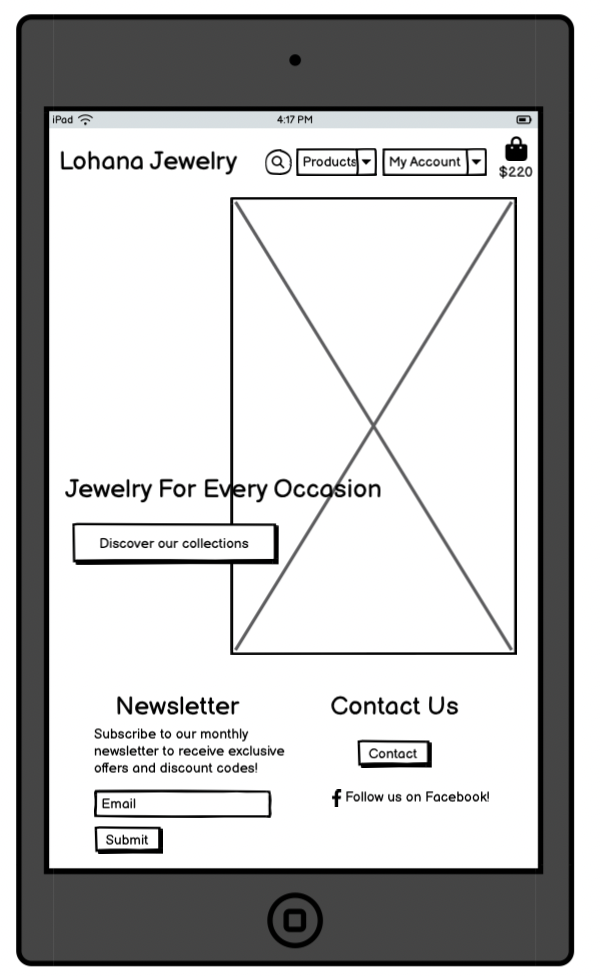 iPad
4:17 PM
Lohana Jewelry
Products
My Account
$220
Jewelry For Every Occasion
Discover our collections
Newsletter
Subscribe to our monthly
newsletter to receive exclusive
offers and discount codes!
Email
Submit
Contact Us
Contact
Follow us on Facebook!